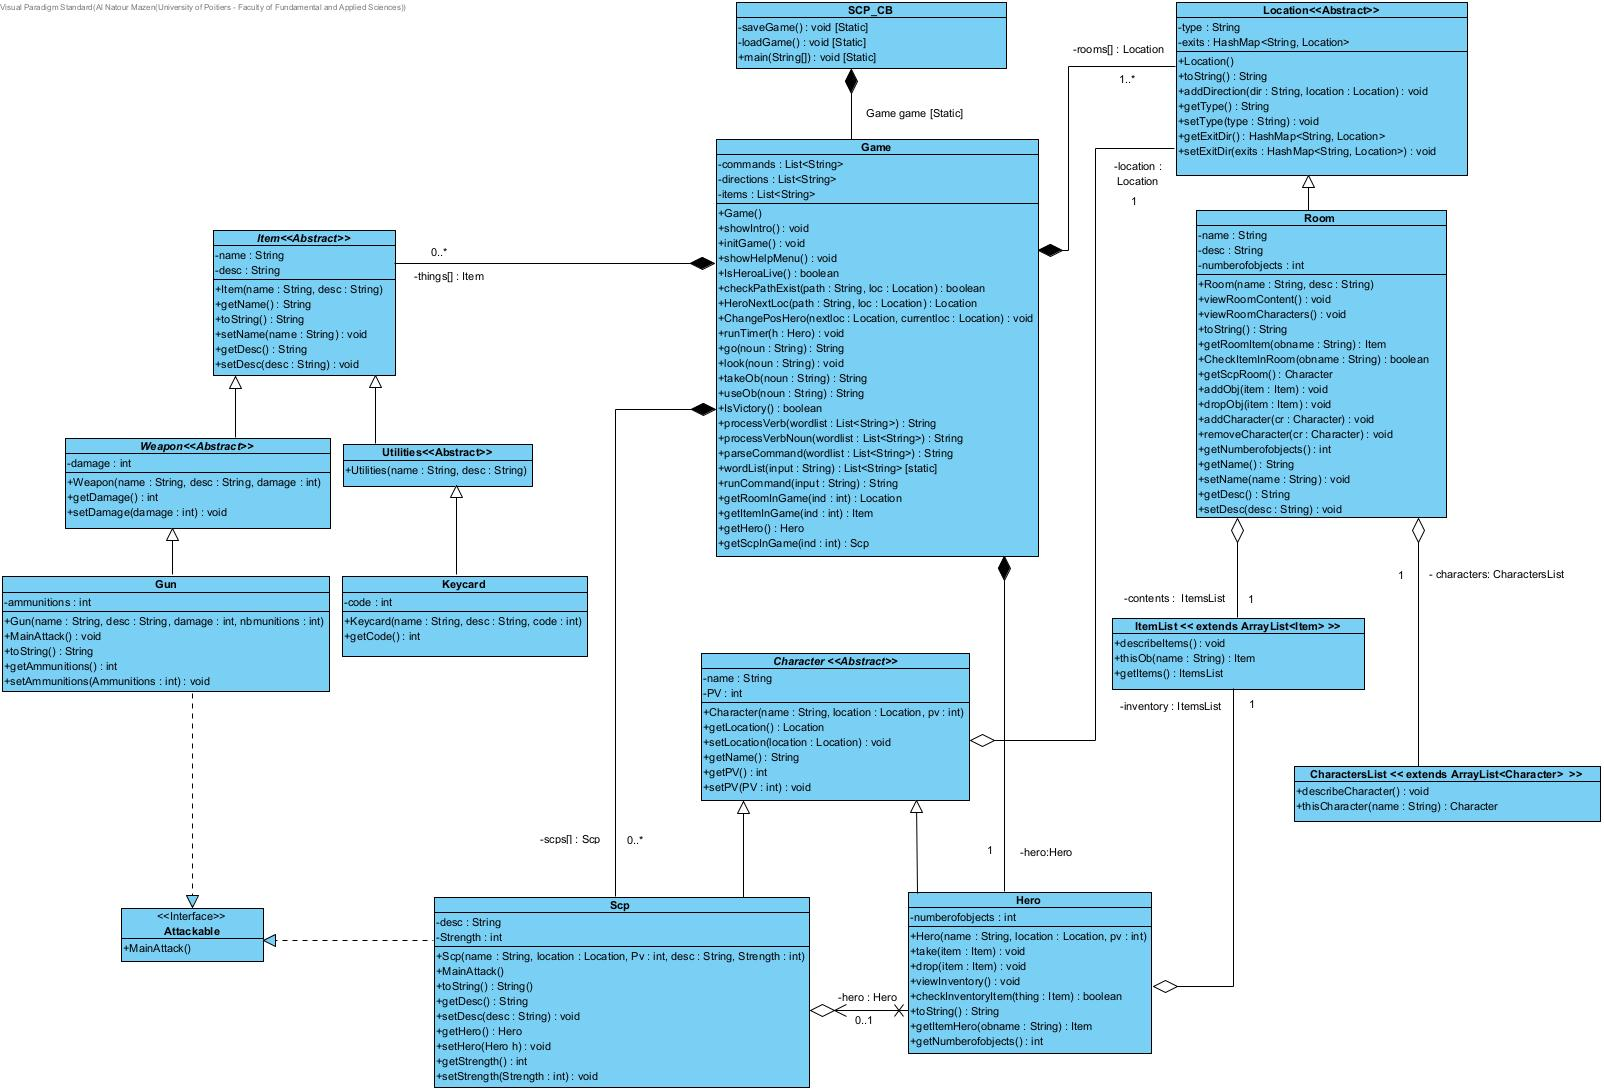 Visual Paradigm Standard(Al Natour Mazen(University of Poitiers - Faculty of Fundamental and Applied Sciences))
SCP_CB
-saveGame() : void [Static]
-loadGame() : void [Static]
+main(String[]) : void [Static]
Game game [Static]
Location<<Abstract>>
-type : String
-exits : HashMap<String, Location>
+Location()
+toString() : String
+addDirection(dir : String, location : Location) : void
+getType() : String
+setType(type : String) : void
+getExitDir() : HashMap<String, Location>
+setExitDir(exits : HashMap<String, Location>) : void
-rooms[] : Location
1..*
-location :
Location
1
Game
-commands : List<String>
-directions : List<String>
-items : List<String>
+Game()
+showIntro() : void
+initGame() : void
+showHelpMenu() : void
+IsHeroaLive() : boolean
+checkPathExist(path : String, loc : Location) : boolean
+HeroNextLoc(path : String, loc : Location) : Location
+ChangePosHero(nextloc : Location, currentloc : Location) : void
+runTimer(h : Hero) : void
+go(noun : String) : String
+look(noun : String) : void
+takeOb(noun : String) : String
+useOb(noun : String) : String
+IsVictory() : boolean
+processVerb(wordlist : List<String>) : String
+processVerbNoun(wordlist : List<String>) : String
+parseCommand(wordlist : List<String>) : String
+wordList(input : String) : List<String> [static]
+runCommand(input : String) : String
+getRoomInGame(ind : int) : Location
+getItemInGame(ind : int) : Item
+getHero() : Hero
+getScpInGame(ind : int) : Scp
Room
-name : String
-desc : String
-numberofobjects : int
+Room(name : String, desc : String)
+viewRoomContent() : void
+viewRoomCharacters() : void
+toString() : String
+getRoomItem(obname : String) : Item
+CheckItemInRoom(obname : String) : boolean
+getScpRoom() : Character
+addObj(item : Item) : void
+dropObj(item : Item) : void
+addCharacter(cr : Character) : void
+removeCharacter(cr : Character) : void
+getNumberofobjects() : int
+getName() : String
+setName(name : String) : void
+getDesc() : String
+setDesc(desc : String) : void
Item<<Abstract>>
-name : String
-desc : String
+Item(name : String, desc : String)
+getName() : String
+toString() : String
+setName(name : String) : void
+getDesc() : String
+setDesc(desc : String) : void
0..*
-things[] : Item
Weapon<<Abstract>>
-damage : int
+Weapon(name : String, desc : String, damage : int)
+getDamage() : int
+setDamage(damage : int) : void
Utilities<<Abstract>>
+Utilities(name : String, desc : String)
Gun
-ammunitions : int
+Gun(name : String, desc : String, damage : int, nbmunitions : int)
+MainAttack() : void
+toString() : String
+getAmmunitions() : int
+setAmmunitions(Ammunitions : int) : void
Keycard
-code : int
+Keycard(name : String, desc : String, code : int)
+getCode() : int
-contents : ItemsList
1
1
- characters: CharactersList
ItemList << extends ArrayList<Item> >>
+describeItems() : void
+thisOb(name : String) : Item
+getItems() : ItemsList
-inventory : ItemsList
1
Character <<Abstract>>
-name : String
-PV : int
+Character(name : String, location : Location, pv : int)
+getLocation() : Location
+setLocation(location : Location) : void
+getName() : String
+getPV() : int
+setPV(PV : int) : void
CharactersList << extends ArrayList<Character> >>
+describeCharacter() : void
+thisCharacter(name : String) : Character
-scps[] : Scp
0..*
1
-hero:Hero
<<Interface>>
Attackable
+MainAttack()
Scp
-desc : String
-Strength : int
+Scp(name : String, location : Location, Pv : int, desc : String, Strength : int)
+MainAttack()
+toString() : String()
+getDesc() : String
+setDesc(desc : String) : void
+getHero() : Hero
+setHero(Hero h) : void
+getStrength() : int
+setStrength(Strength : int) : void
-hero : Hero
0..1
Hero
-numberofobjects : int
+Hero(name : String, location : Location, pv : int)
+take(item : Item) : void
+drop(item : Item) : void
+viewInventory() : void
+checkInventoryItem(thing : Item) : boolean
+toString() : String
+getItemHero(obname : String) : Item
+getNumberofobjects() : int